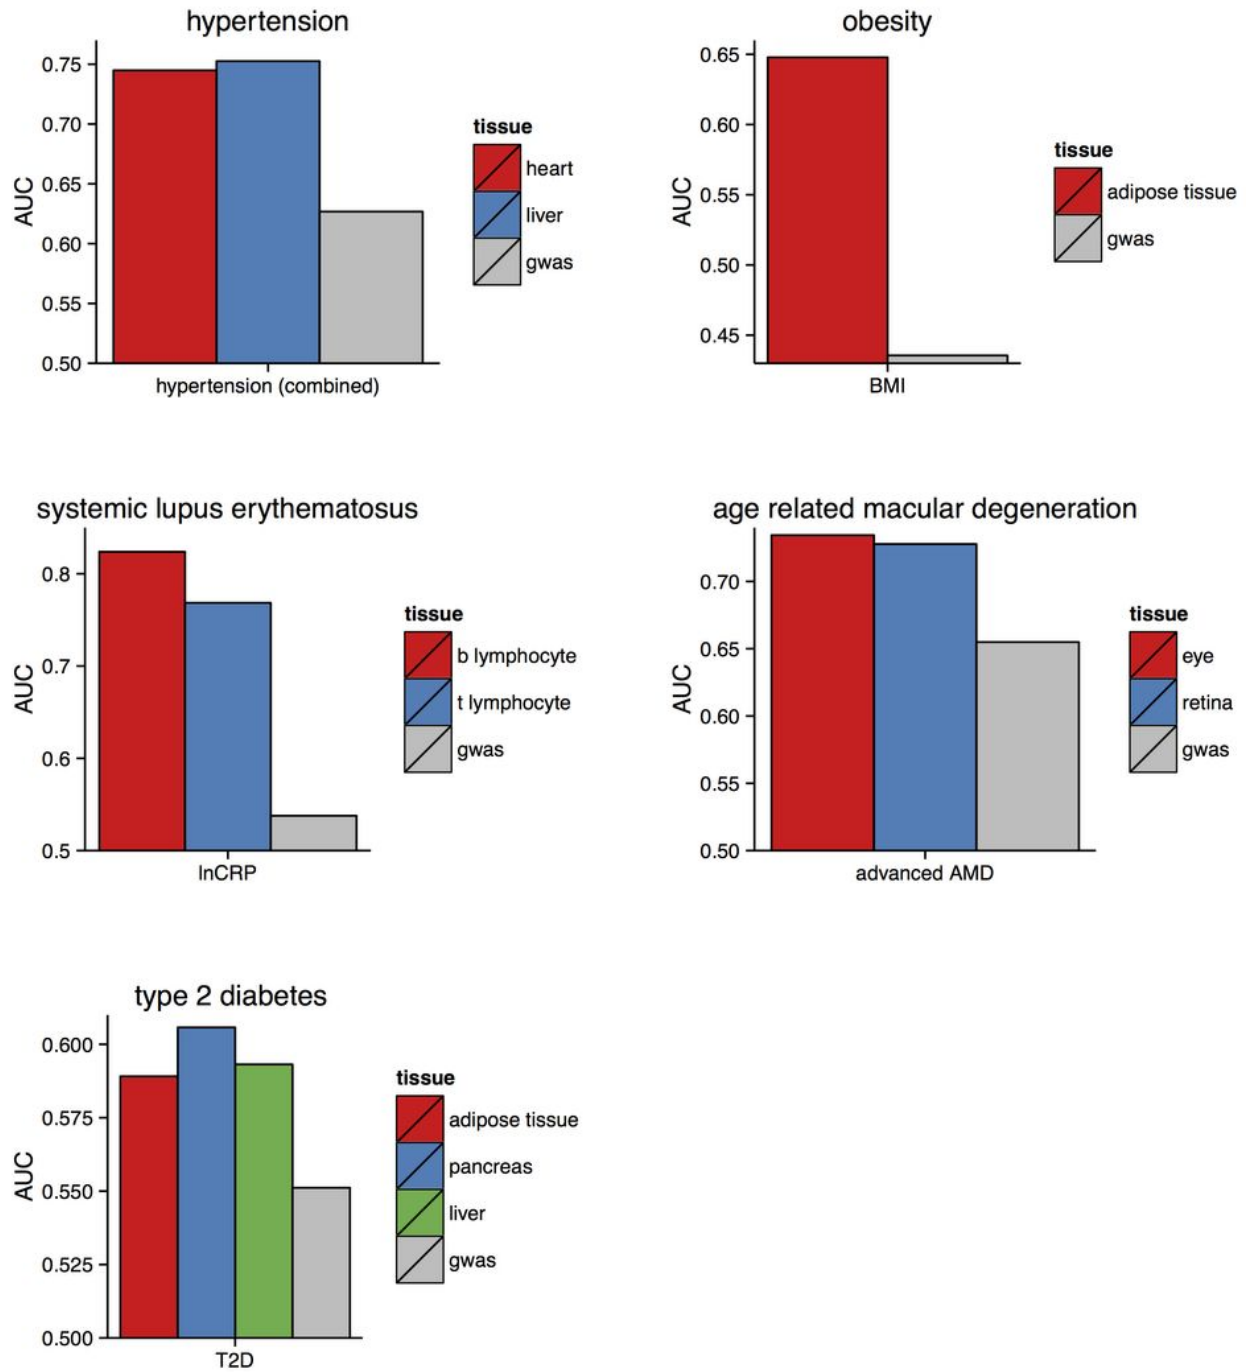 hypertension
AUC
0.75
0.70
0.65
0.60
0.55
0.50
hypertension (combined)
tissue
heart
liver
gwas
obesity
AUC
0.65
0.60
0.55
0.50
0.45
BMI
tissue
adipose tissue
gwas
systemic lupus erythematosus
AUC
0.8
0.7
0.6
0.5
lnCRP
tissue
b lymphocyte
t lymphocyte
gwas
age related macular degeneration
AUC
0.70
0.65
0.60
0.55
0.50
advanced AMD
tissue
eye
retina
gwas
type 2 diabetes
AUC
0.600
0.575
0.550
0.525
0.500
T2D
tissue
adipose tissue
pancreas
liver
gwas